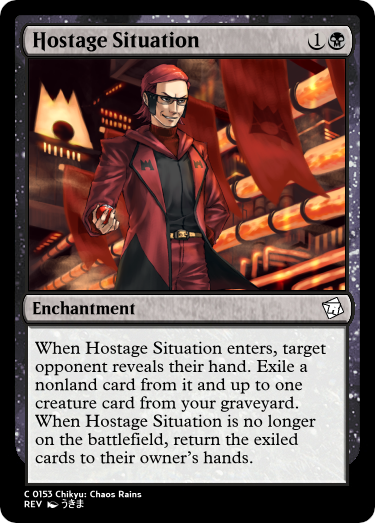 Hostage Situation 1
Enchantment
When Hostage Situation enters, target
opponent reveals their hand. Exile a
nonland card from it and up to one
creature card from your graveyard.
When Hostage Situation is no longer
on the battlefield, return the exiled
cards to their owner's hands.
C 0153 Chikyu: Chaos Rains
REV うきま